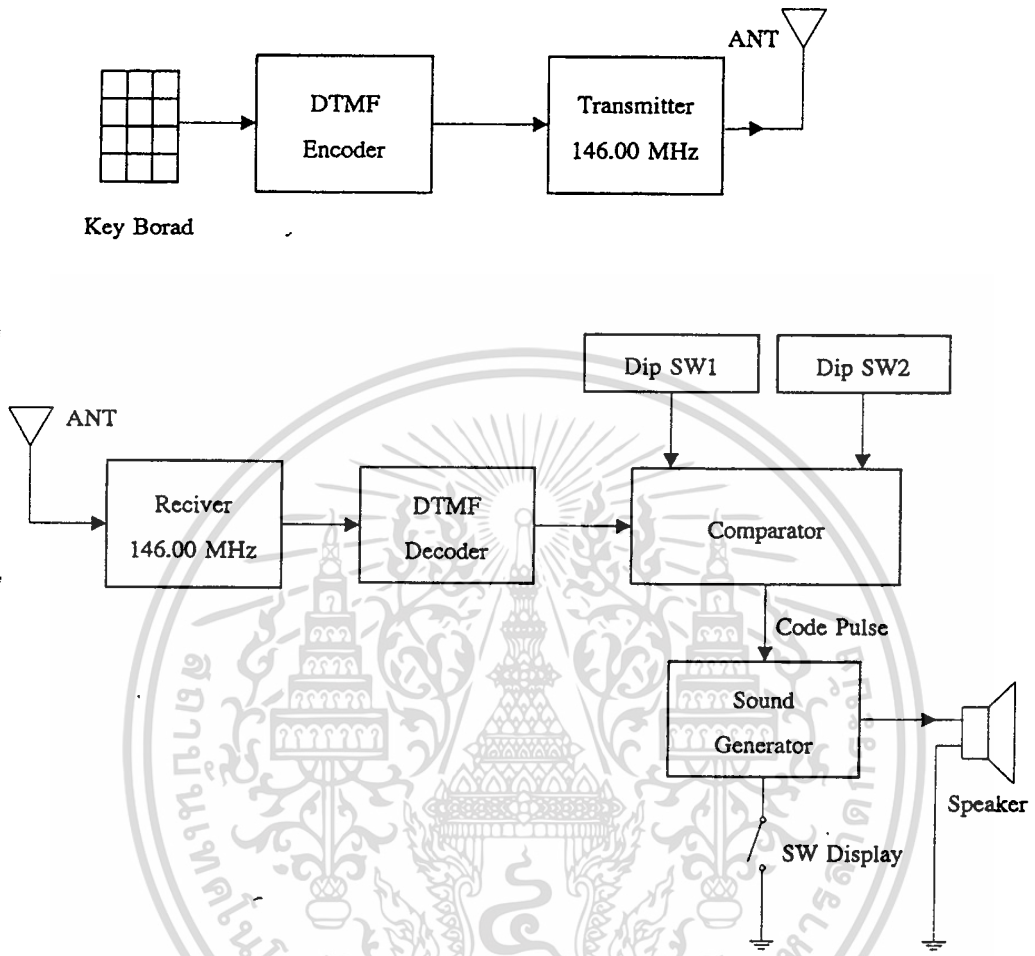 ANT
DTMF
Encoder
Transmitter
146.00 MHz
Key Borad
Dip SW1
Dip SW2
ANT
Reciver
146.00 MHz
DTMF
Decoder
Comparator
Code Pulse
Sound
Generator
Speaker
SW Display